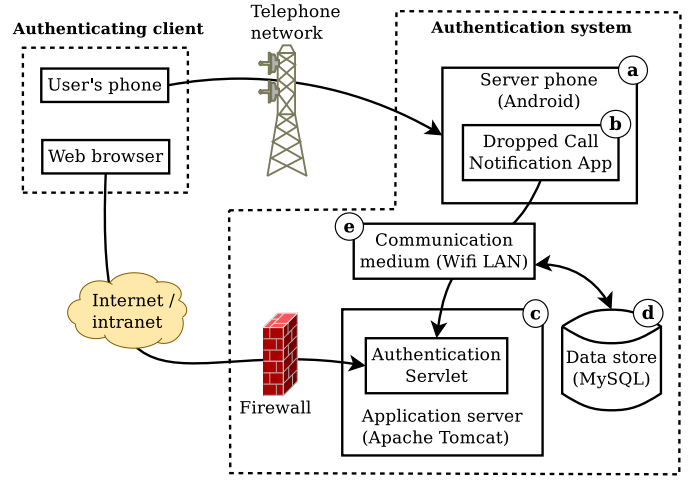 Authenticating client
Telephone
network
Authentication system
User's phone
Web browser
a
Server phone
(Android)
b
Dropped Call
Notification App
e
Communication
medium (Wifi LAN)
Internet /
intranet
Firewall
c
Authentication
Servlet
Application server
(Apache Tomcat)
d
Data store
(MySQL)